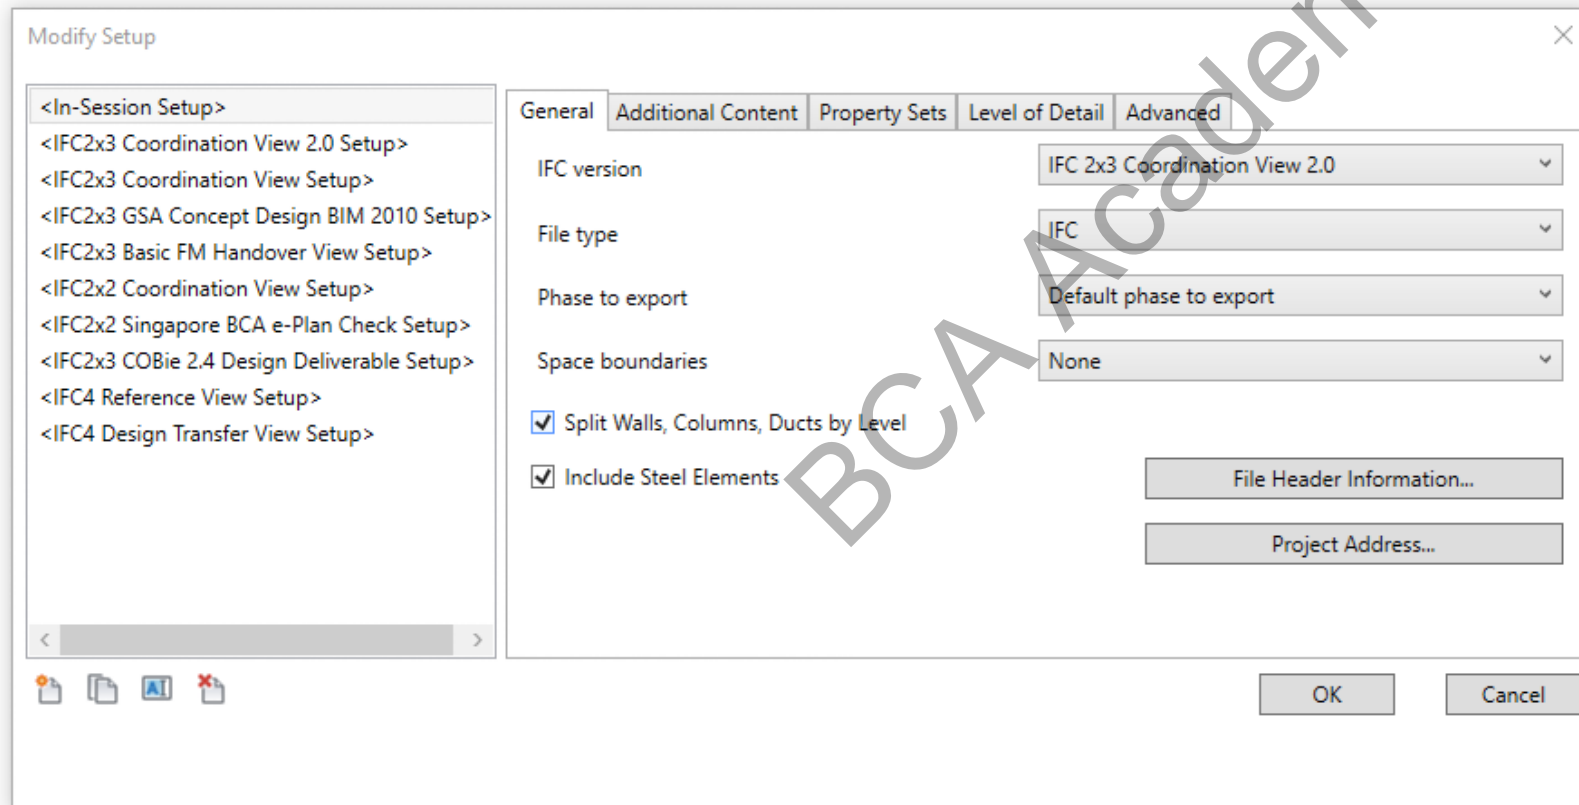 Modify Setup
<In-Session Setup>
<IFC2x3 Coordination View 2.0 Setup>
<IFC2x3 Coordination View Setup>
<IFC2x3 GSA Concept Design BIM 2010 Setup>
<IFC2x3 Basic FM Handover View Setup>
<IFC2x2 Coordination View Setup>
<IFC2x2 Singapore BCA e-Plan Check Setup>
<IFC2x3 COBie 2.4 Design Deliverable Setup>
<IFC4 Reference View Setup>
<IFC4 Design Transfer View Setup>
General Additional Content Property Sets Level of Detail Advanced
IFC version IFC 2x3 Coordination View 2.0
File type IFC
Phase to export Default phase to export
Space boundaries None
Split Walls, Columns, Ducts by Level
Include Steel Elements
File Header Information...
Project Address...
OK Cancel
BCA Academ